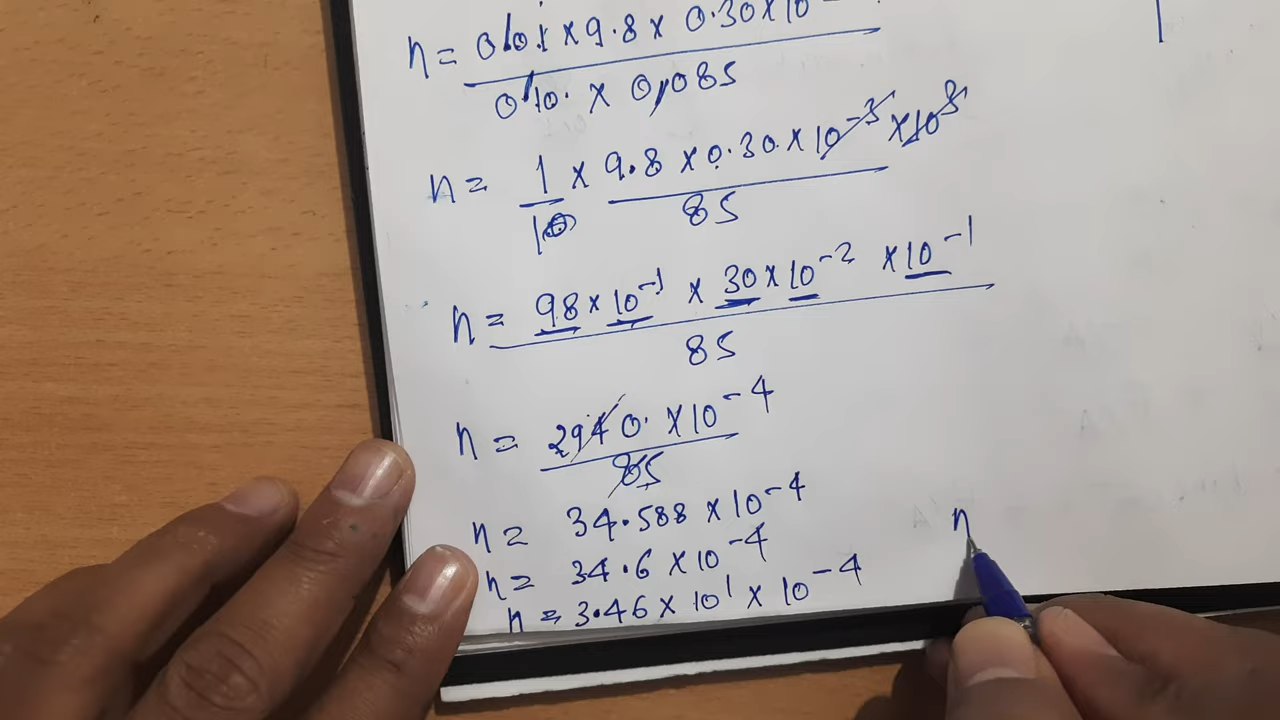 n = 0.01 × 9.8 × 0.30 × 10
0.10 × 0.085
n = 1/10 × 9.8 × 0.30 × 10⁻³ × 10³
85
n = 98 × 10⁻¹ × 30 × 10⁻² × 10⁻¹
85
n = 2940. × 10⁻⁴
85
n = 34.588 × 10⁻⁴
n = 34.6 × 10⁻⁴
n = 3.46 × 10¹ × 10⁻⁴
n